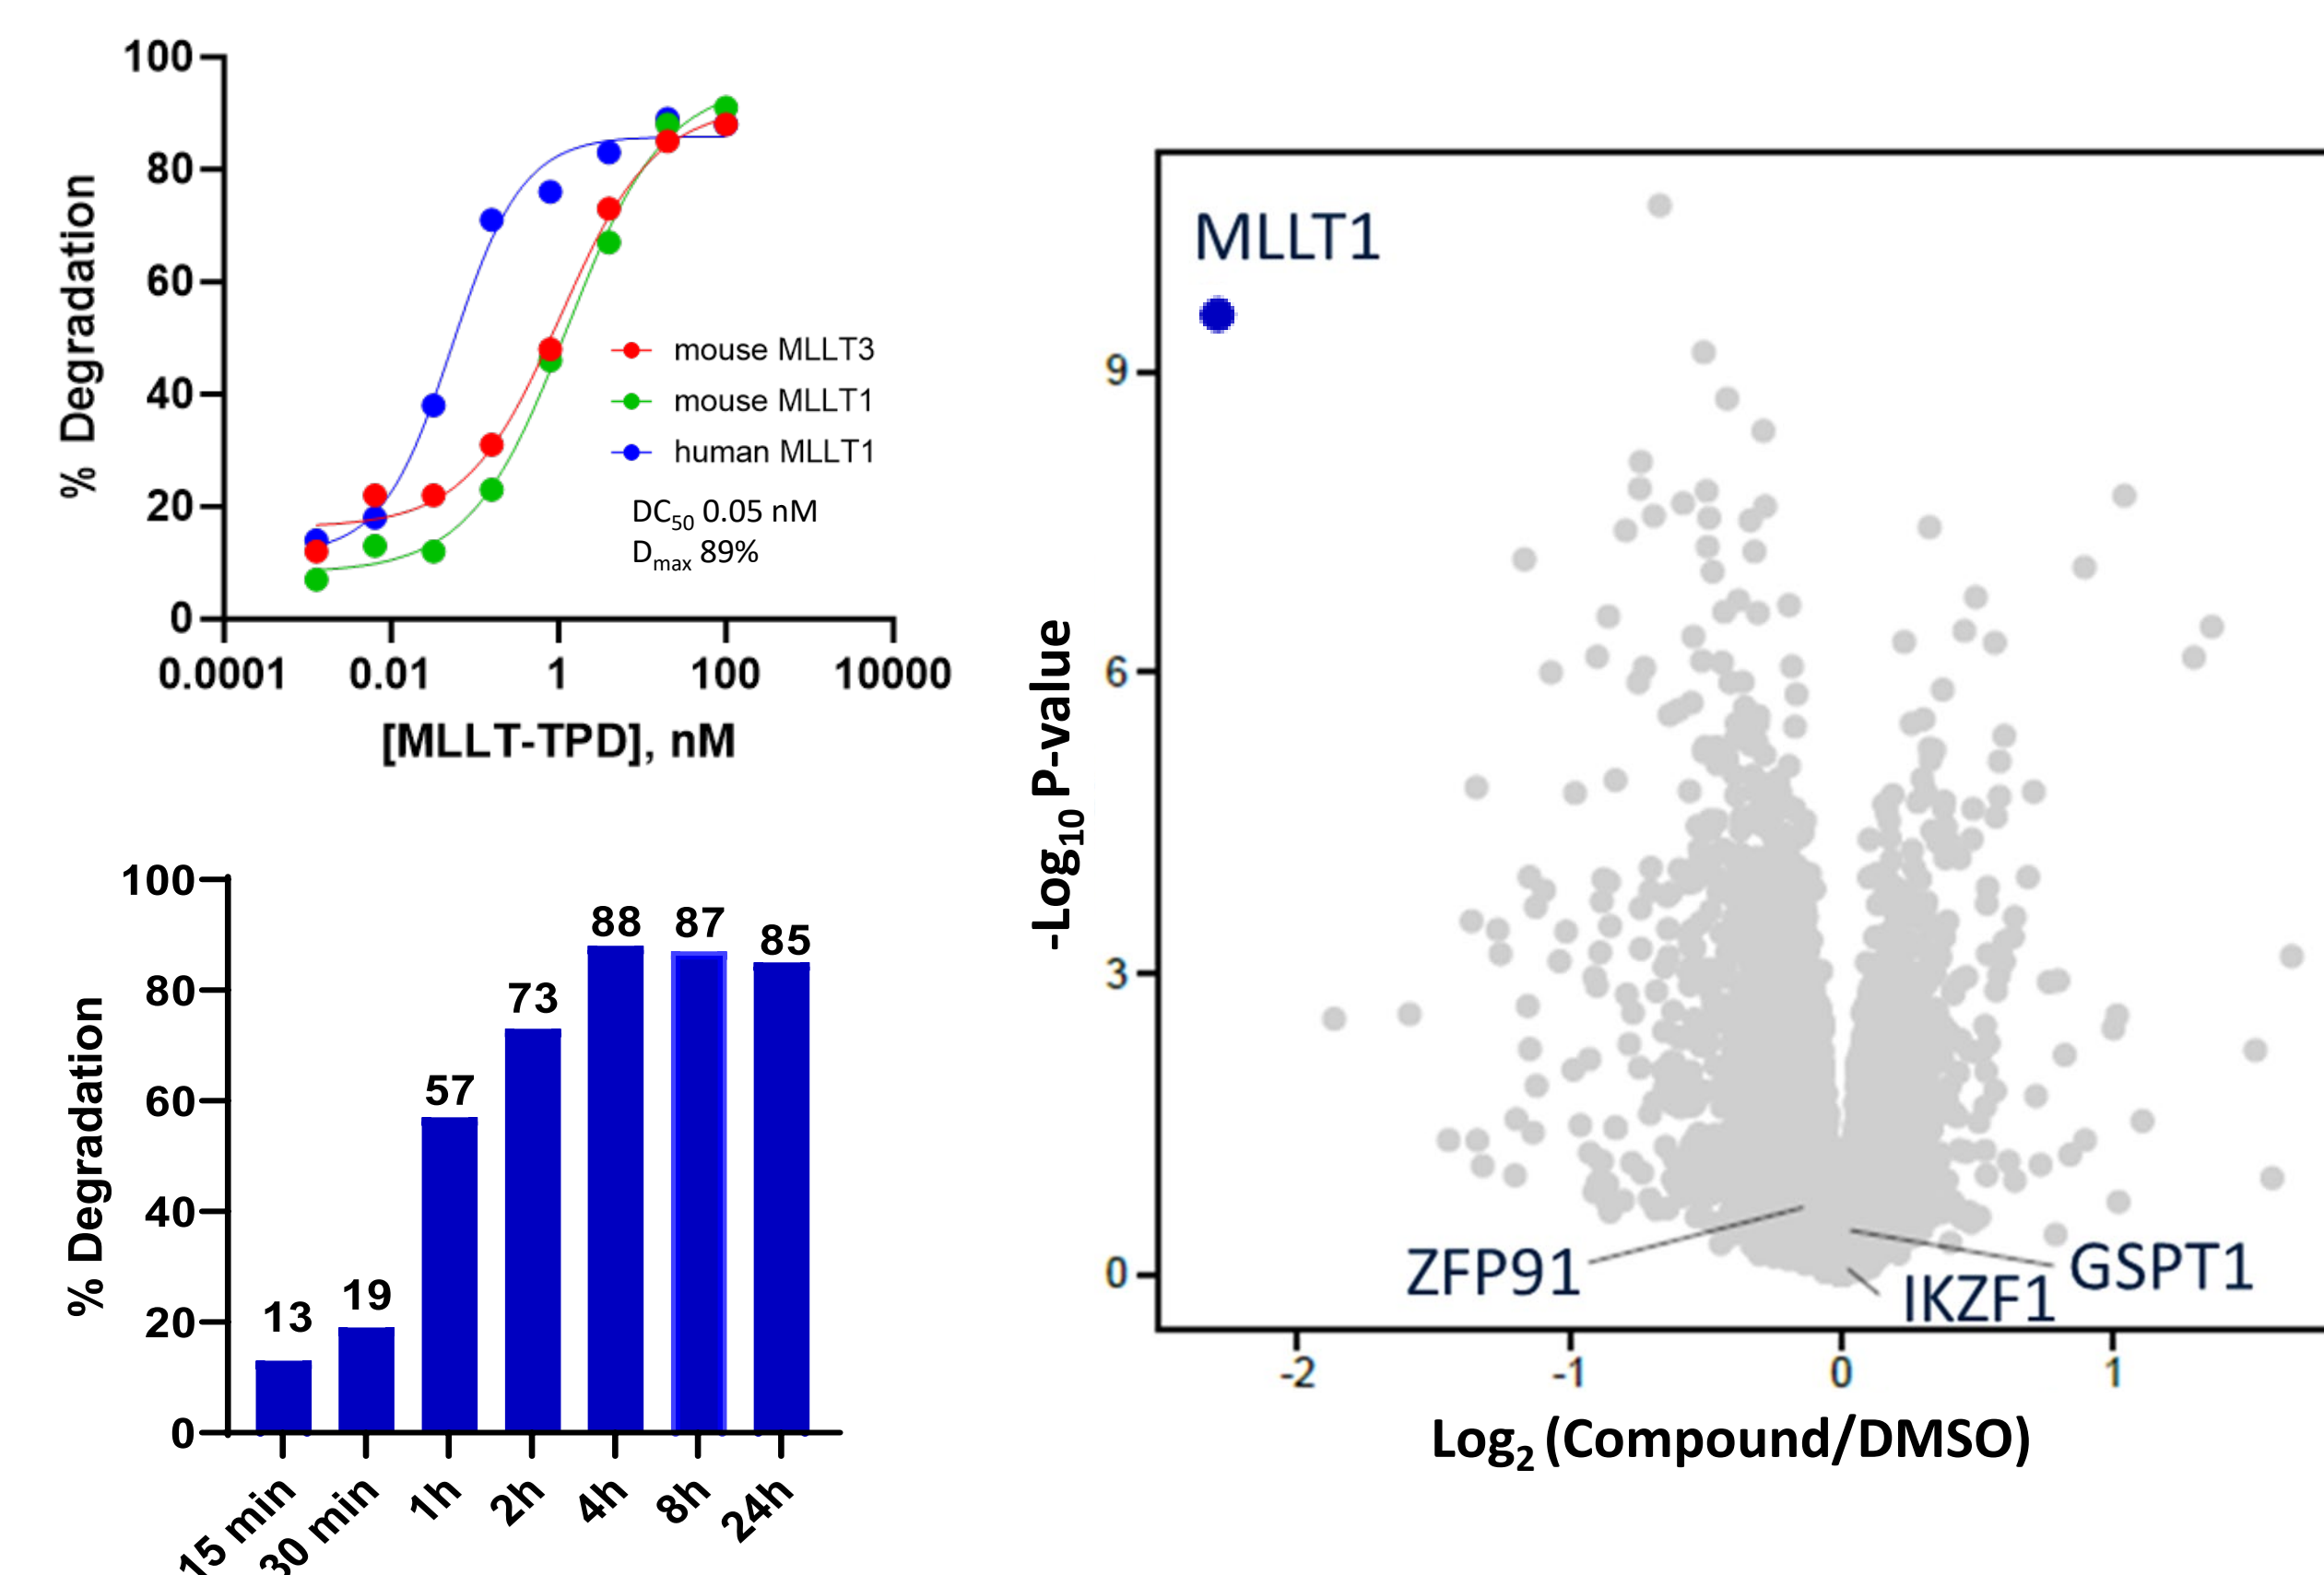 100
80
60
40
20
0
% Degradation
0.0001
0.01
1
100
10000
[MLLT-TPD], nM
mouse MLLT3
mouse MLLT1
human MLLT1
DC50 0.05 nM
Dmax 89%
100
80
60
40
20
0
% Degradation
13
19
57
73
88
87
85
15 min
30 min
1h
2h
4h
8h
24h
MLLT1
9
6
3
0
-Log10 P-value
ZFP91
IKZF1
GSPT1
-2
-1
0
1
Log2 (Compound/DMSO)